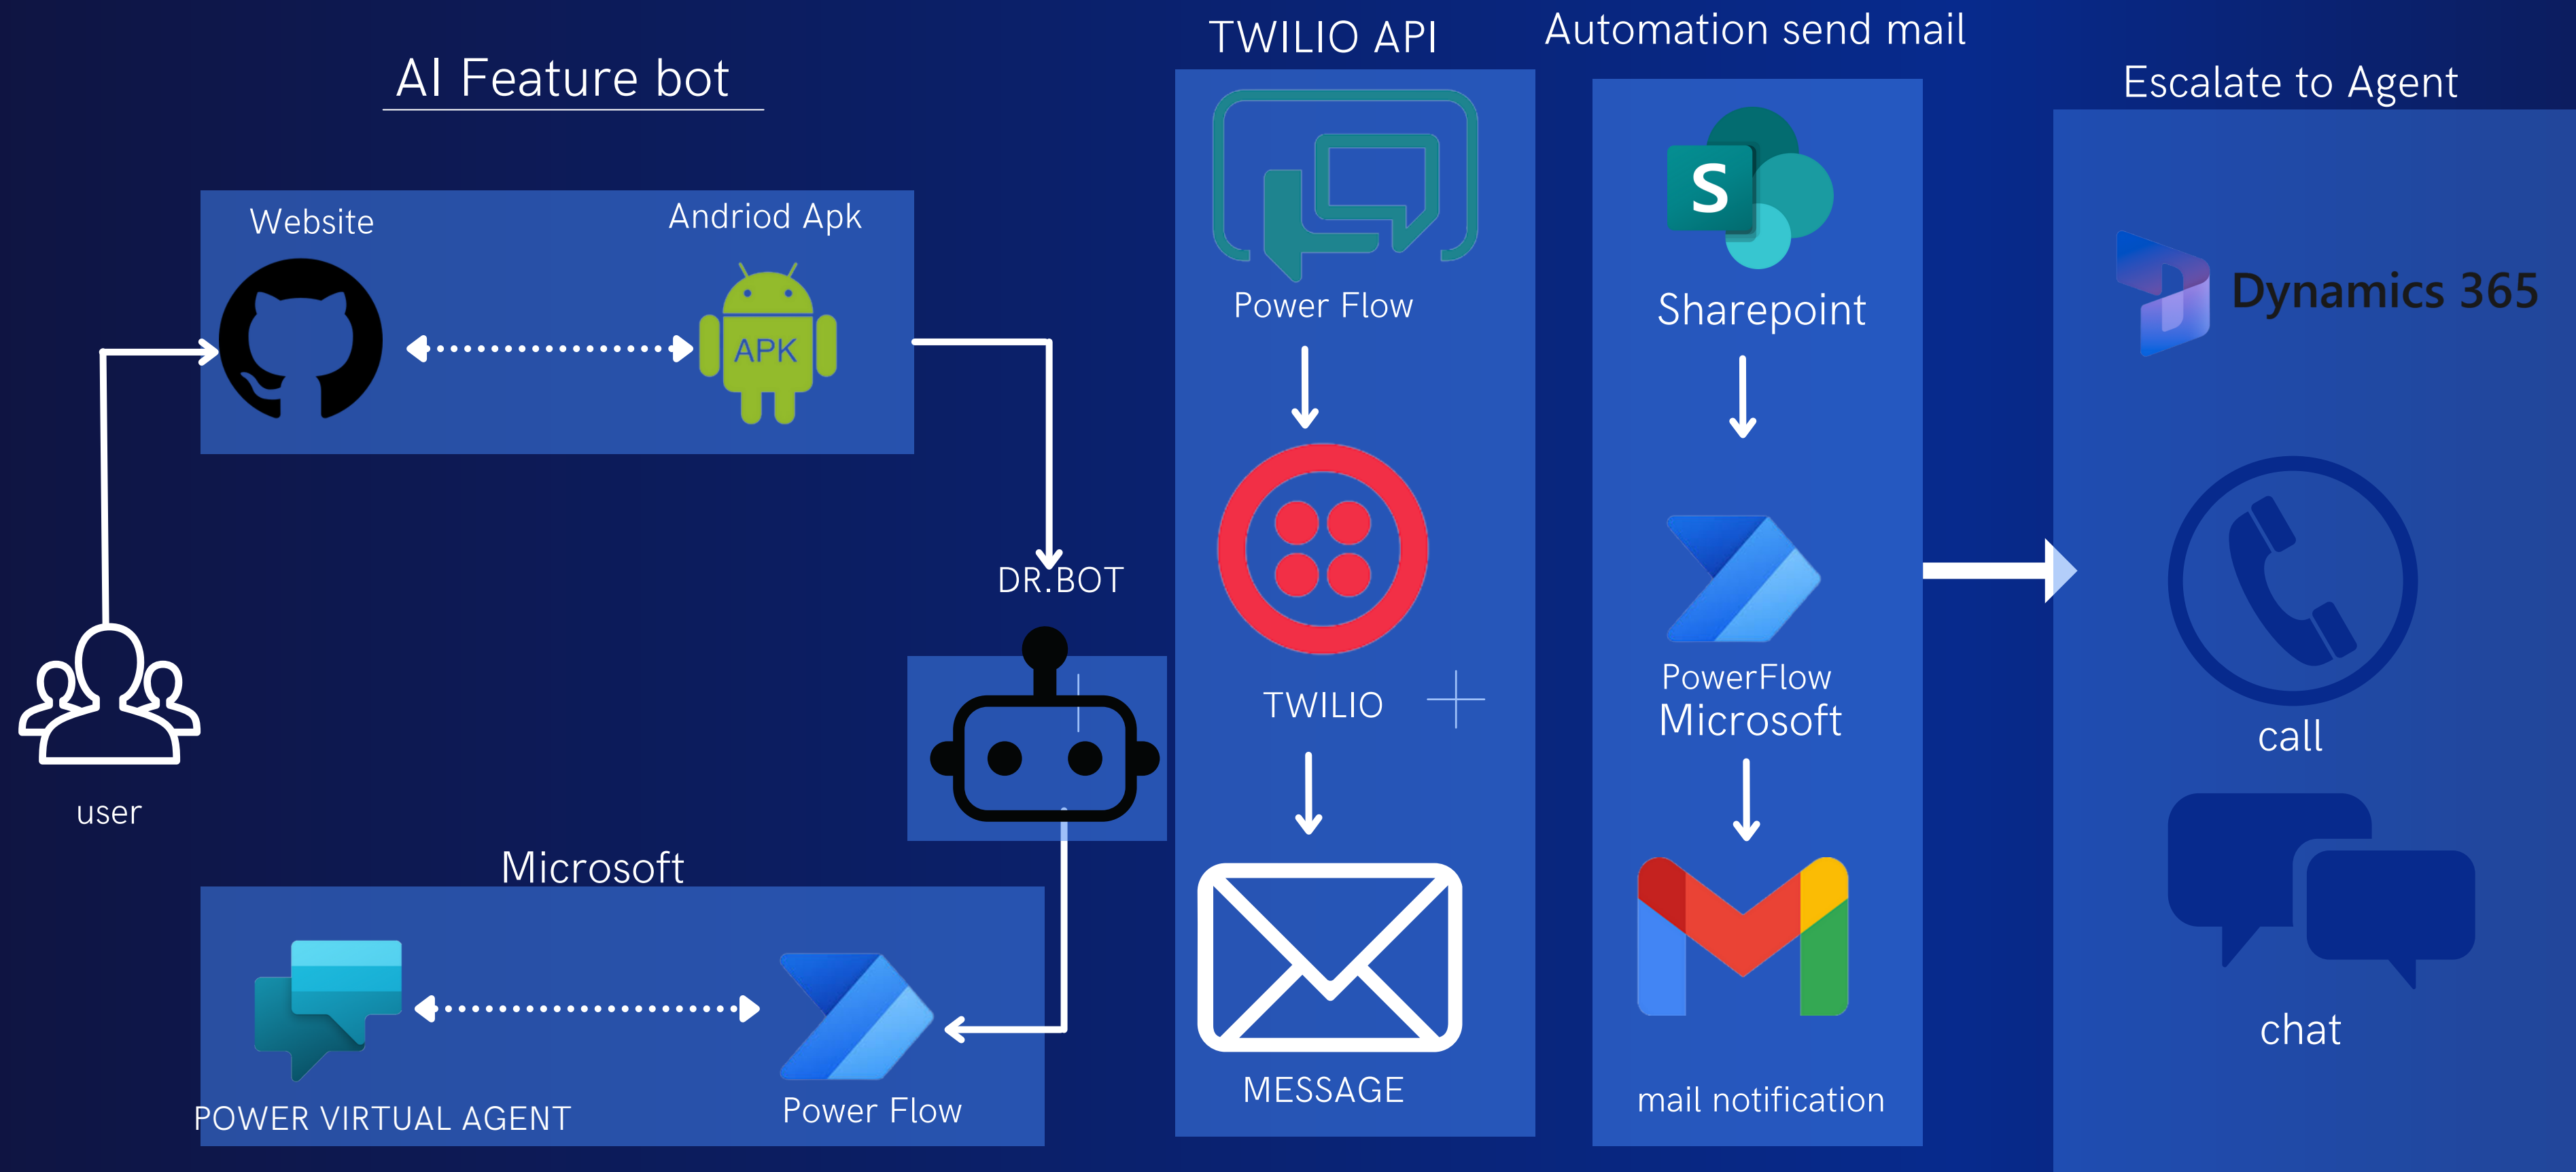 AI Feature bot
Website
Andriod Apk
APK
user
DR.BOT
Microsoft
POWER VIRTUAL AGENT
Power Flow
TWILIO API
Power Flow
TWILIO
MESSAGE
Automation send mail
S
Sharepoint
PowerFlow
Microsoft
mail notification
Escalate to Agent
Dynamics 365
call
chat